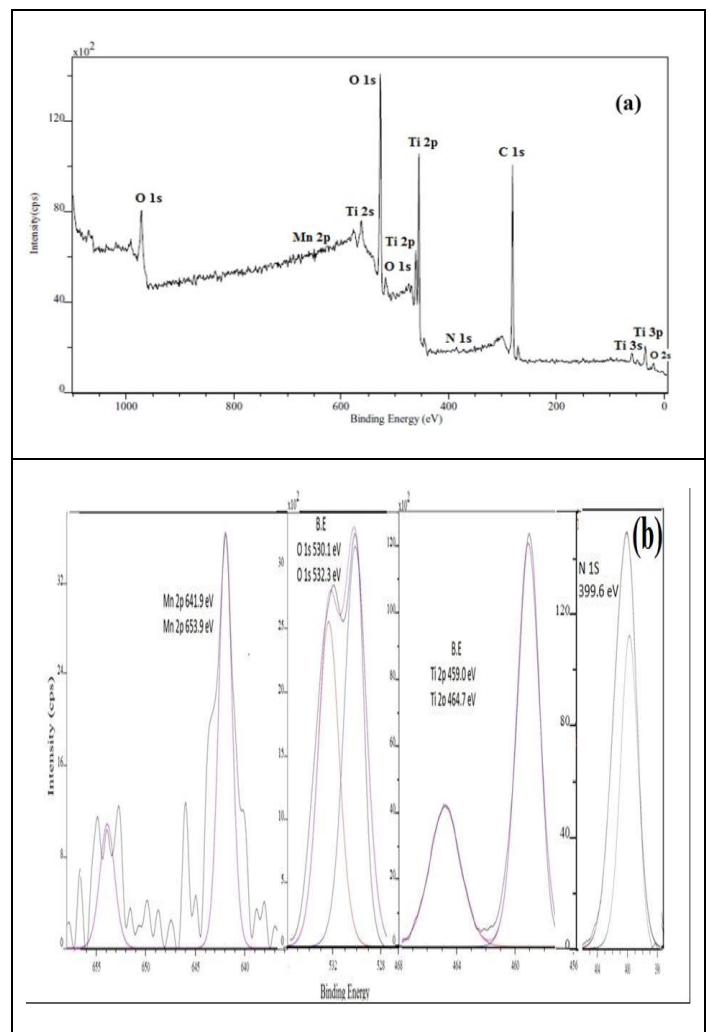 x10²
(a)
O 1s
120
Ti 2p
C 1s
O 1s
80
Ti 2s
Mn 2p
Ti 2p
O 1s
Intensity(cps)
40
N 1s
Ti 3p
Ti 3s
O 2s
0
1000 800 600 400 200 0
Binding Energy (eV)
x10² x10²
(b)
B.E
O 1s 530.1 eV
O 1s 532.3 eV
N 1S
399.6 eV
Mn 2p 641.9 eV
Mn 2p 653.9 eV
B.E
Ti 2p 459.0 eV
Ti 2p 464.7 eV
Intensity (cps)
32
24
16
8
0
30
25
20
15
10
5
0
120
100
80
60
40
20
0
120
80
40
0
655 650 645 640 532 528 468 464 460 456
Binding Energy